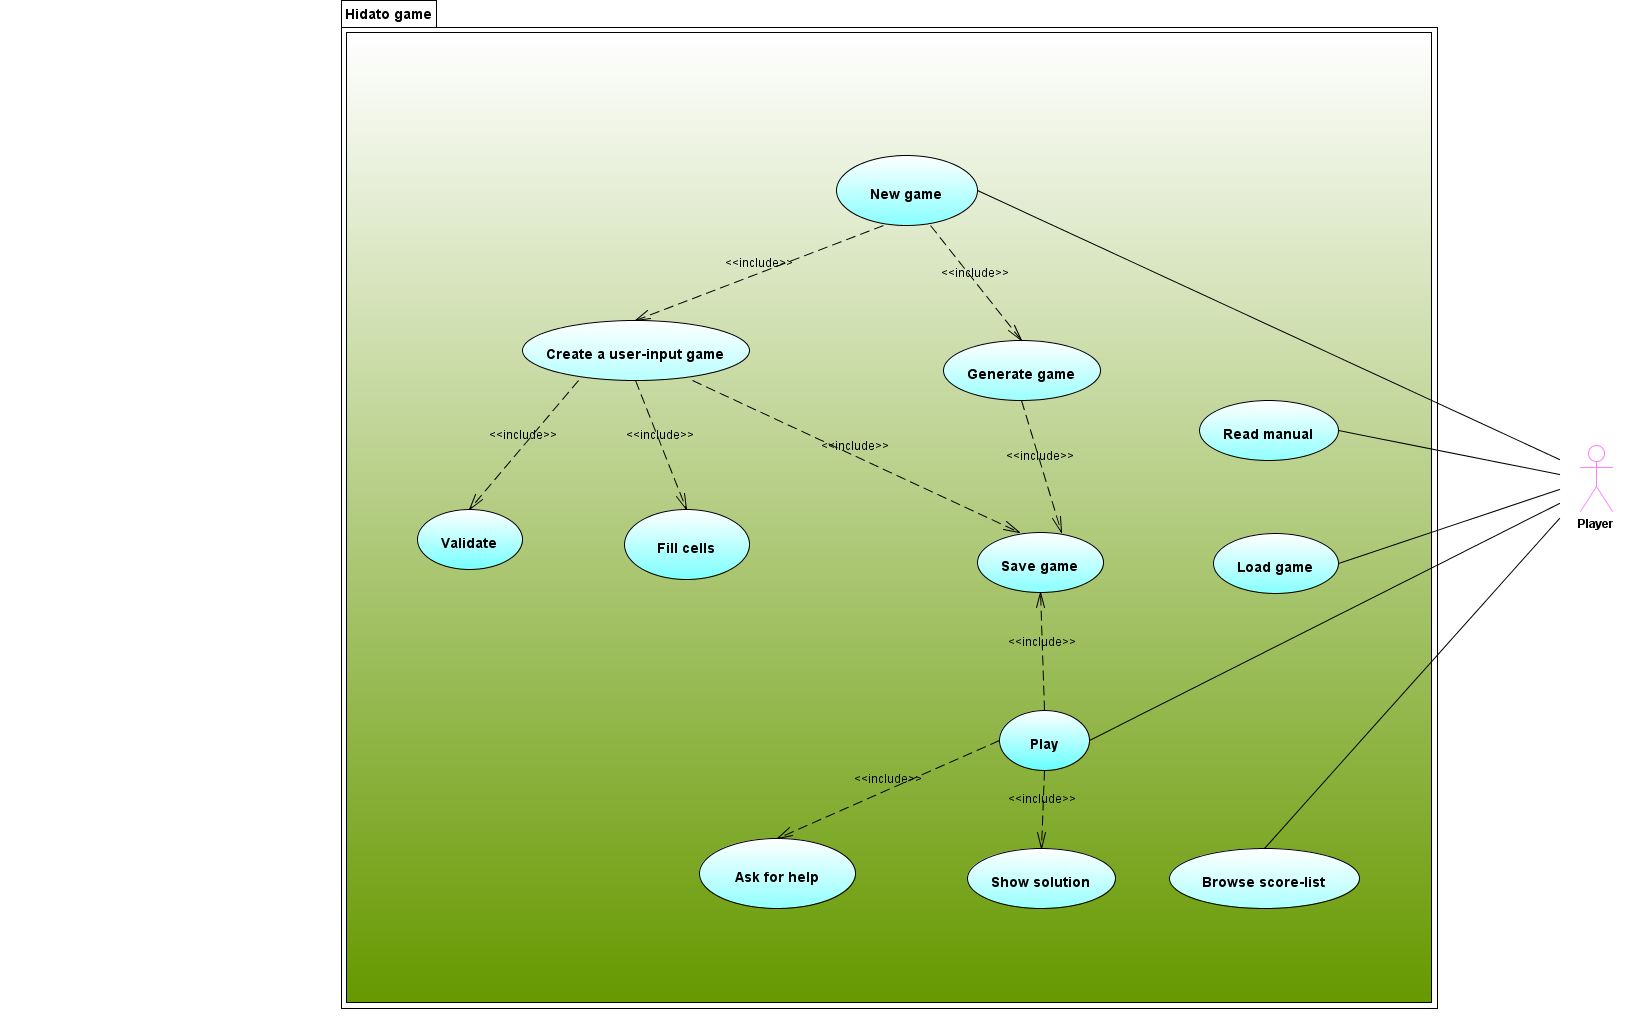 Hidato game
New game
<<include>>
<<include>>
Create a user-input game
Generate game
Read manual
<<include>>
<<include>>
<<include>>
<<include>>
Player
Validate
Fill cells
Save game
Load game
<<include>>
Play
<<include>>
<<include>>
Ask for help
Show solution
Browse score-list